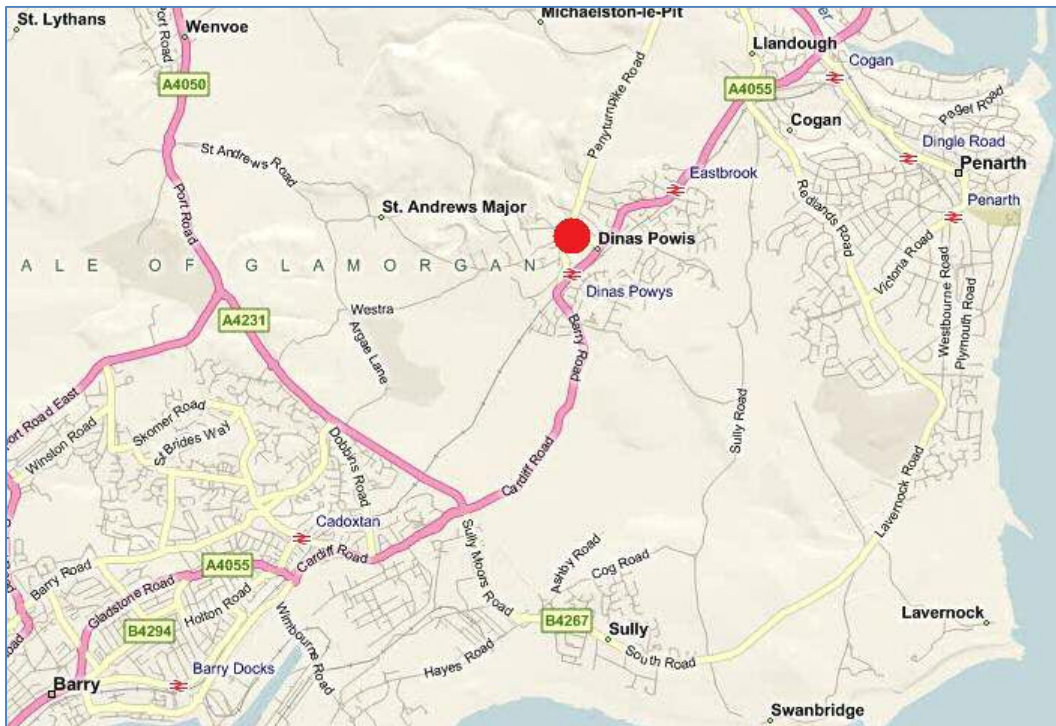 St. Lythans
Port Road
Wenvoe
Michaelston-le-Pit
Llandough
Cogan
A4050
Penyturnpike Road
A4055
Cogan
Paget Road
Dingle Road
Penarth
St Andrews Road
Eastbrook
Penarth
Port Road
St. Andrews Major
Redlands Road
Dinas Powis
Victoria Road
ALE OF GLAMORGAN
Dinas Powys
Westbourne Road
Plymouth Road
Westra
A4231
Argae Lane
Barry Road
Port Road East
Skomer Road
St Brides Way
Winston Road
Dobbins Road
Sully Road
Cardiff Road
Lavernock Road
Cadoxtan
Sully Moors Road
Cardiff Road
Ashby Road
Cog Road
Barry Road
A4055
Gladstone Road
Holton Road
B4294
Wimbourne Road
B4267
Sully
Lavernock
South Road
Hayes Road
Barry Docks
Barry
Swanbridge